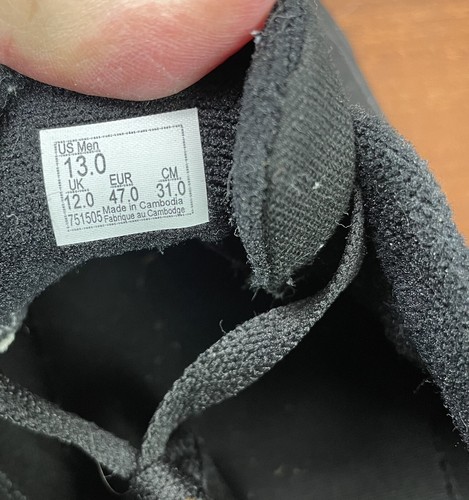 US Men
13.0
UK EUR CM
12.0 47.0 31.0
751505 Made in Cambodia
Fabriqué au Cambodge